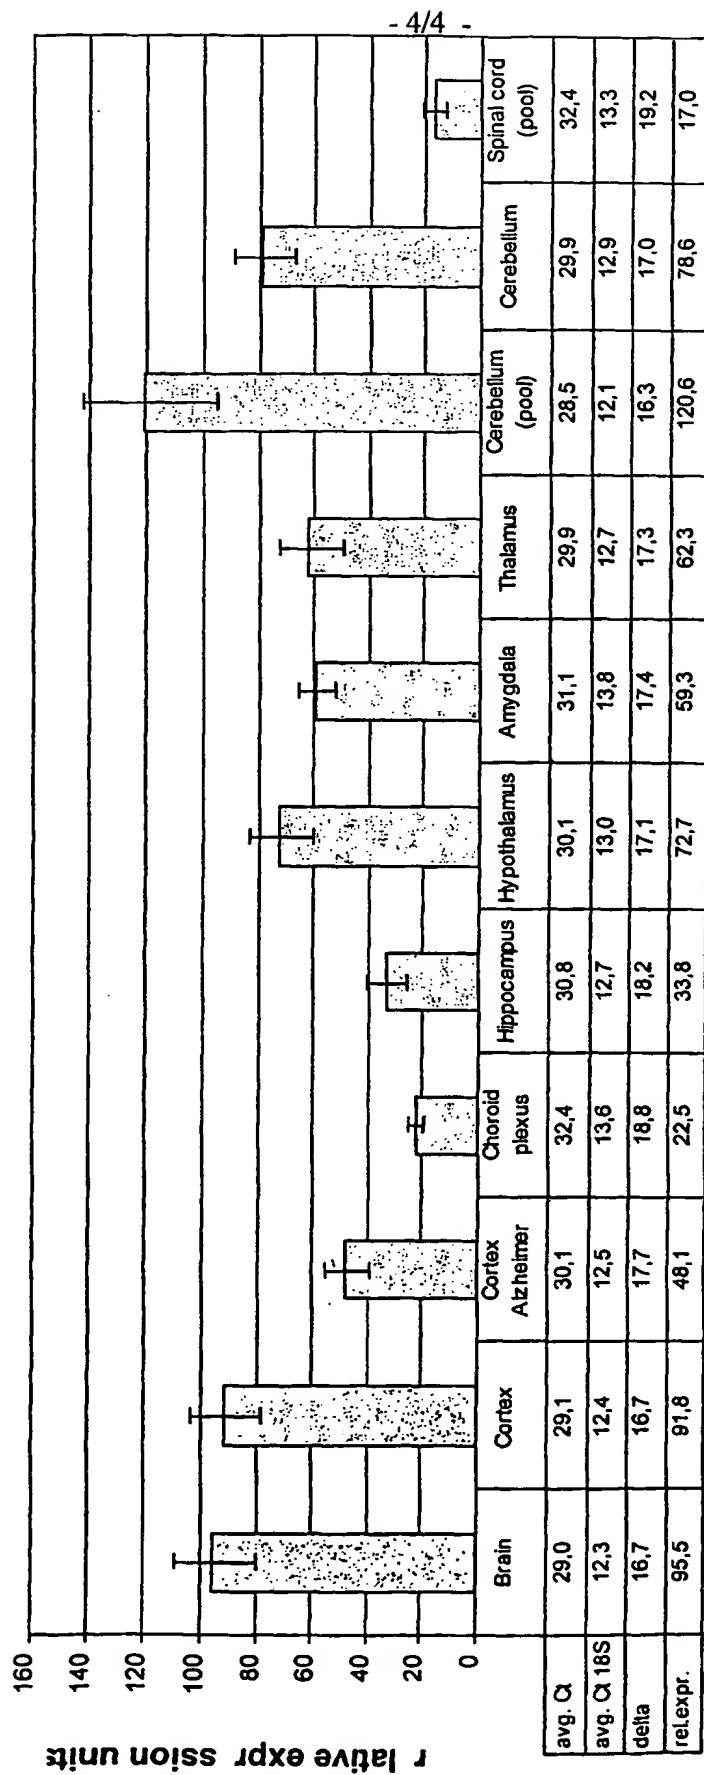 - 4/4 -
r lative expr ssion units
160
140
120
100
80
60
40
20
0
Brain Cortex Cortex Alzheimer Choroid plexus Hippocampus Hypothalamus Amygdala Thalamus Cerebellum (pool) Cerebellum Spinal cord (pool)
avg. Ct 29,0 29,1 30,1 32,4 30,8 30,1 31,1 29,9 28,5 29,9 32,4
avg. Ct 18S 12,3 12,4 12,5 13,6 12,7 13,0 13,8 12,7 12,1 12,9 13,3
delta 16,7 16,7 17,7 18,8 18,2 17,1 17,4 17,3 16,3 17,0 19,2
rel.expr. 95,5 91,8 48,1 22,5 33,8 72,7 59,3 62,3 120,6 78,6 17,0